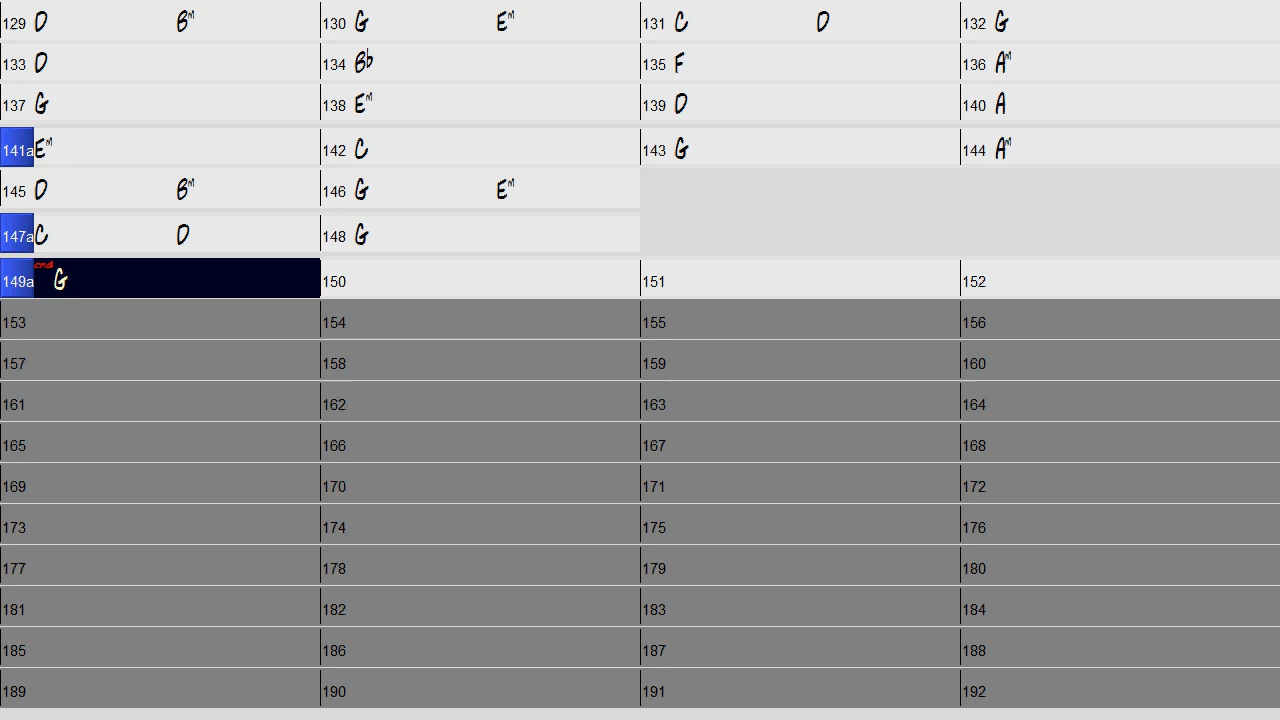 129 D Bm 130 G Em 131 C D 132 G
133 D 134 Bb 135 F 136 Am
137 G 138 Em 139 D 140 A
141a Em 142 C 143 G 144 Am
145 D Bm 146 G Em
147a C D 148 G
149a end G 150 151 152
153 154 155 156
157 158 159 160
161 162 163 164
165 166 167 168
169 170 171 172
173 174 175 176
177 178 179 180
181 182 183 184
185 186 187 188
189 190 191 192